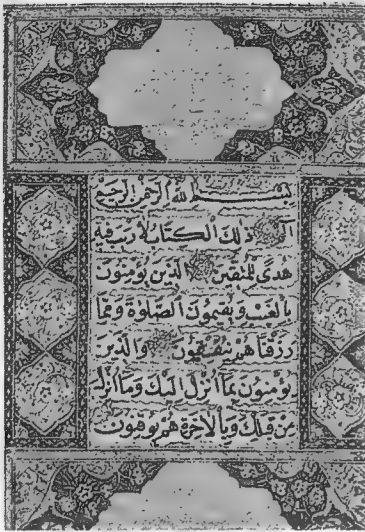 بسم الله الرحمن الرحيم
الٓمٓ ذلك الكتاب لا ريب فيه
هدى للمتقين الذين يؤمنون
بالغيب ويقيمون الصلوة ومما
رزقناهم ينفقون والذين
يؤمنون بما انزل اليك وما انزل
من قبلك وبالاخرة هم يوقنون